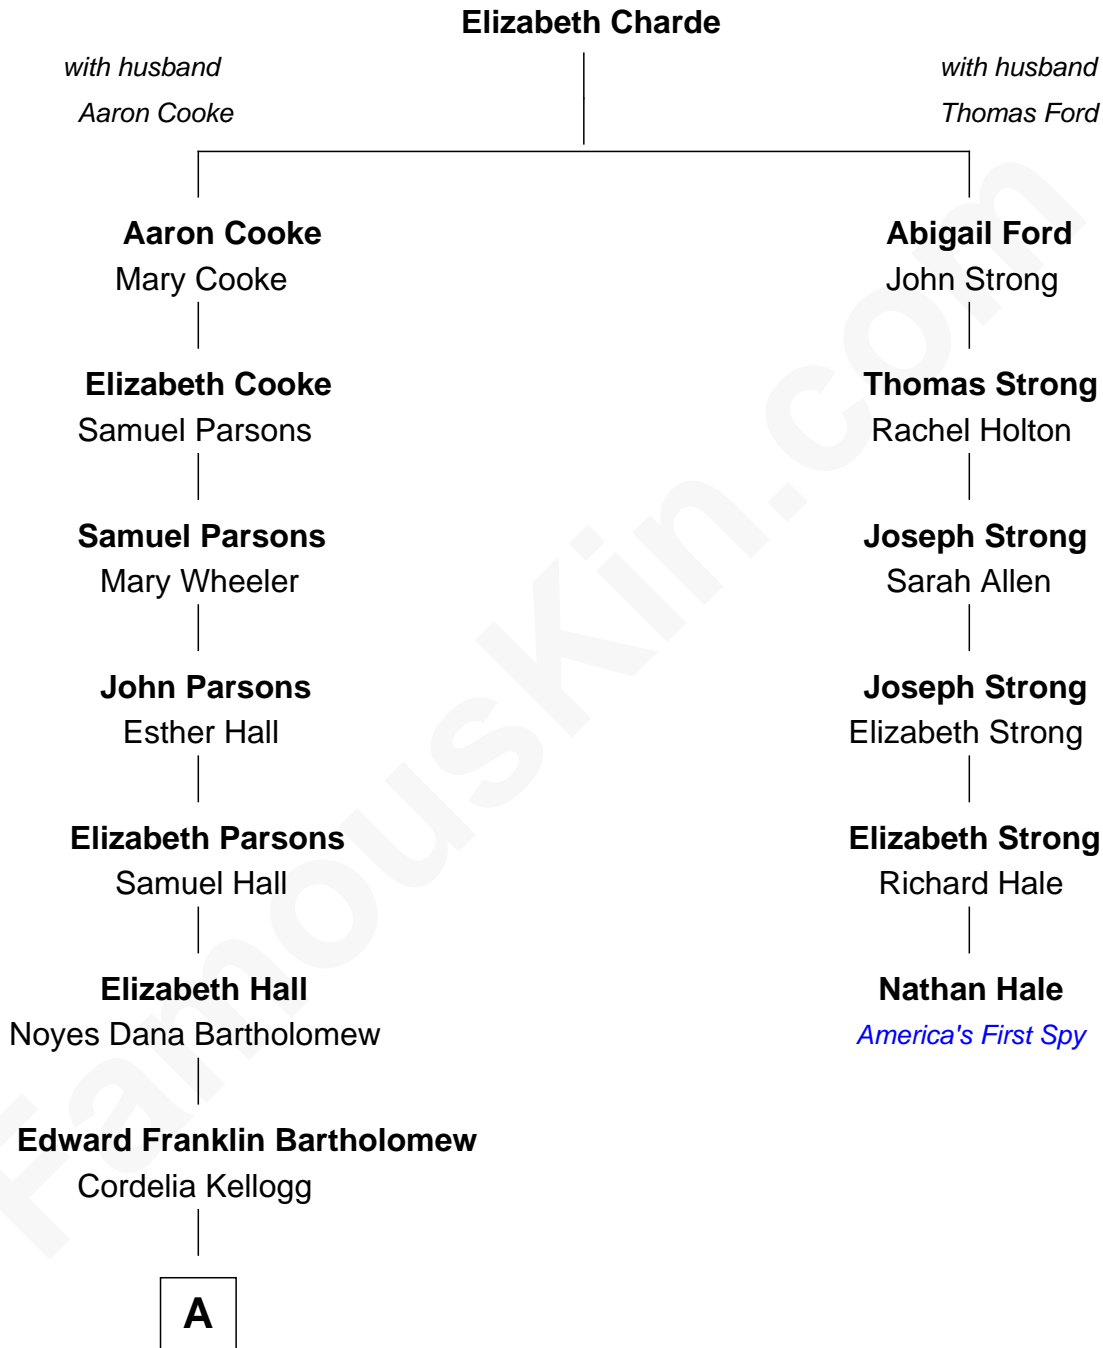 Elizabeth Charde
with husband
Aaron Cooke
with husband
Thomas Ford
Aaron Cooke
Mary Cooke
Abigail Ford
John Strong
Elizabeth Cooke
Samuel Parsons
Thomas Strong
Rachel Holton
Samuel Parsons
Mary Wheeler
Joseph Strong
Sarah Allen
John Parsons
Esther Hall
Joseph Strong
Elizabeth Strong
Elizabeth Parsons
Samuel Hall
Elizabeth Strong
Richard Hale
Elizabeth Hall
Noyes Dana Bartholomew
Nathan Hale
America's First Spy
Edward Franklin Bartholomew
Cordelia Kellogg
A
FamousKin.com